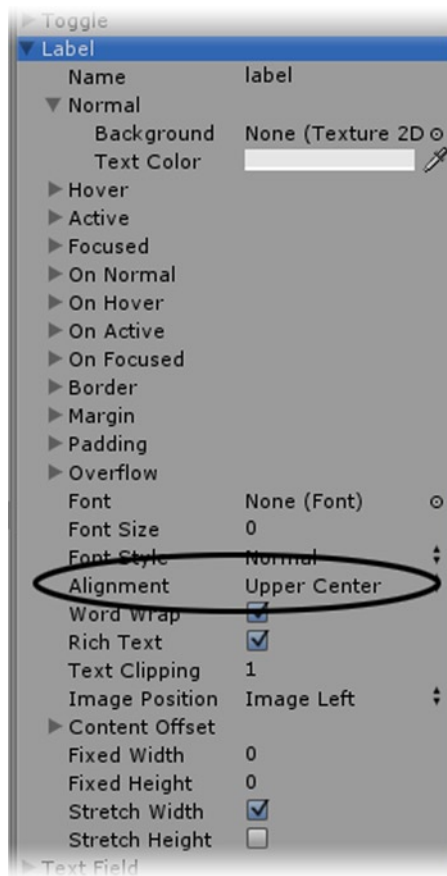 Toggle
Label
Name label
Normal
Background None (Texture 2D
Text Color
Hover
Active
Focused
On Normal
On Hover
On Active
On Focused
Border
Margin
Padding
Overflow
Font None (Font)
Font Size 0
Font Style Normal
Alignment Upper Center
Word Wrap
Rich Text
Text Clipping 1
Image Position Image Left
Content Offset
Fixed Width 0
Fixed Height 0
Stretch Width
Stretch Height
Text Field